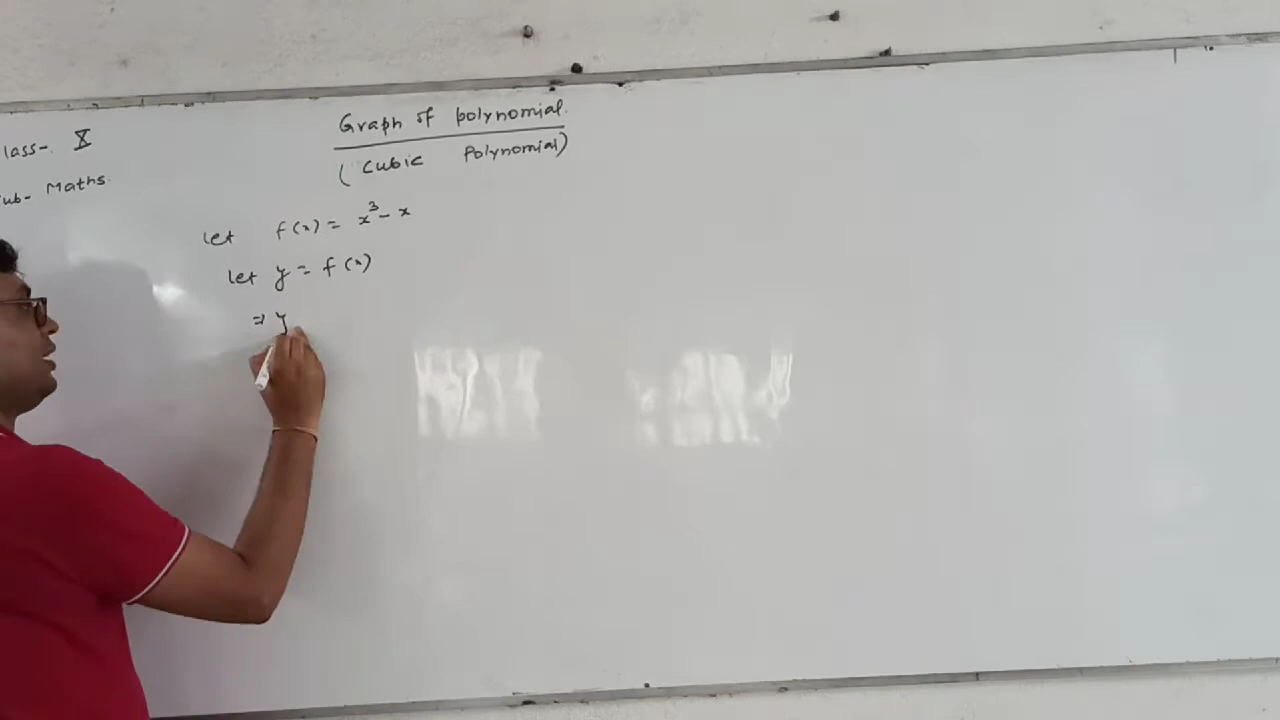 lass- X
ub- Maths.
Graph of polynomial.
(Cubic Polynomial)
let f(x) = x³ - x
let y = f(x)
⇒ y